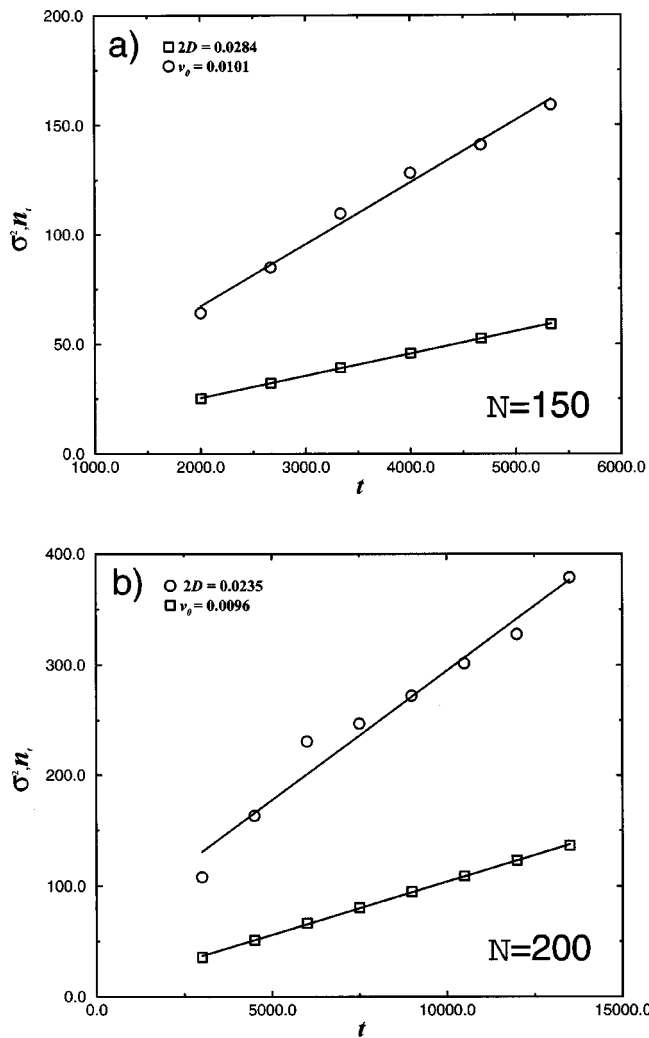 a)
2D = 0.0284
v₀ = 0.0101
200.0
150.0
100.0
50.0
0.0
σ², nₜ
N=150
1000.0 2000.0 3000.0 4000.0 5000.0 6000.0
t
b)
2D = 0.0235
v₀ = 0.0096
400.0
300.0
200.0
100.0
0.0
σ², nₜ
N=200
0.0 5000.0 10000.0 15000.0
t